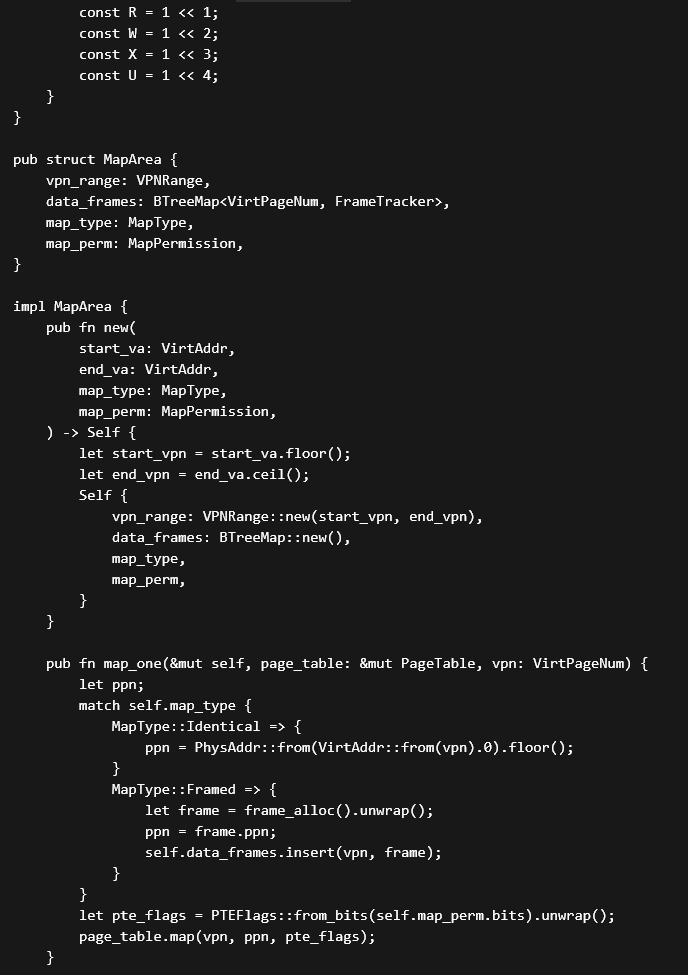 const R = 1 << 1;
        const W = 1 << 2;
        const X = 1 << 3;
        const U = 1 << 4;
    }
}

pub struct MapArea {
    vpn_range: VPNRange,
    data_frames: BTreeMap<VirtPageNum, FrameTracker>,
    map_type: MapType,
    map_perm: MapPermission,
}

impl MapArea {
    pub fn new(
        start_va: VirtAddr,
        end_va: VirtAddr,
        map_type: MapType,
        map_perm: MapPermission,
    ) -> Self {
        let start_vpn = start_va.floor();
        let end_vpn = end_va.ceil();
        Self {
            vpn_range: VPNRange::new(start_vpn, end_vpn),
            data_frames: BTreeMap::new(),
            map_type,
            map_perm,
        }
    }

    pub fn map_one(&mut self, page_table: &mut PageTable, vpn: VirtPageNum) {
        let ppn;
        match self.map_type {
            MapType::Identical => {
                ppn = PhysAddr::from(VirtAddr::from(vpn).0).floor();
            }
            MapType::Framed => {
                let frame = frame_alloc().unwrap();
                ppn = frame.ppn;
                self.data_frames.insert(vpn, frame);
            }
        }
        let pte_flags = PTEFlags::from_bits(self.map_perm.bits).unwrap();
        page_table.map(vpn, ppn, pte_flags);
    }